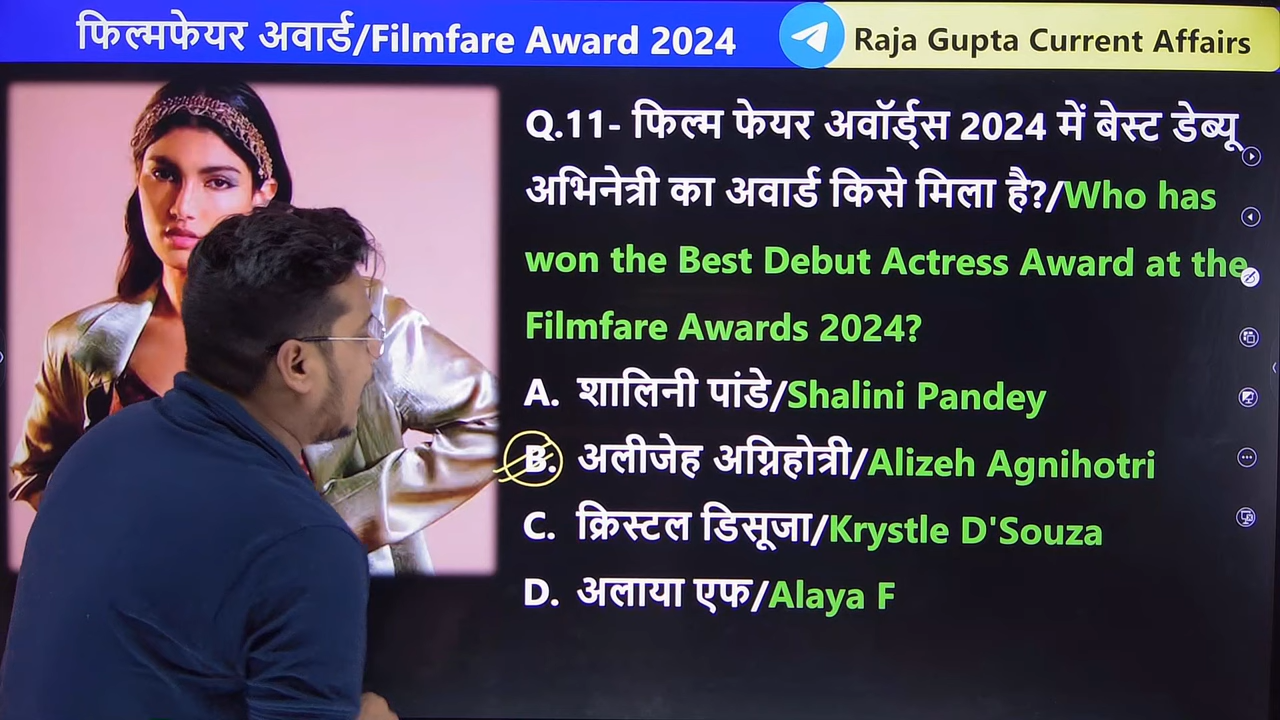 फिल्मफेयर अवार्ड/Filmfare Award 2024
Raja Gupta Current Affairs
Q.11- फिल्म फेयर अवॉर्ड्स 2024 में बेस्ट डेब्यू
अभिनेत्री का अवार्ड किसे मिला है?/Who has
won the Best Debut Actress Award at the
Filmfare Awards 2024?
A. शालिनी पांडे/Shalini Pandey
B. अलीजेह अग्निहोत्री/Alizeh Agnihotri
C. क्रिस्टल डिसूजा/Krystle D'Souza
D. अलाया एफ/Alaya F